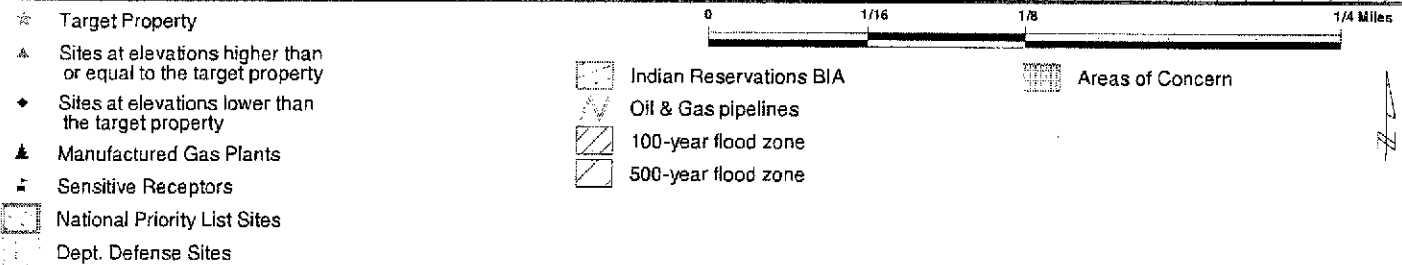 0 1/16 1/8 1/4 Miles
Target Property
Sites at elevations higher than
or equal to the target property
Sites at elevations lower than
the target property
Manufactured Gas Plants
Sensitive Receptors
National Priority List Sites
Dept. Defense Sites
Indian Reservations BIA
Oil & Gas pipelines
100-year flood zone
500-year flood zone
Areas of Concern
N